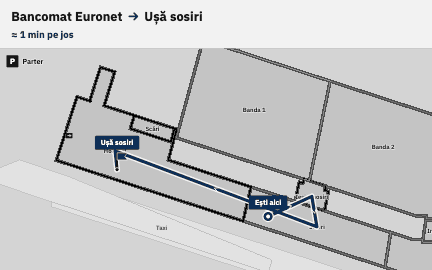 Bancomat Euronet → Ușă sosiri
≈ 1 min pe jos
P Parter
Banda 1
Banda 2
Scări
Ușă sosiri
Ești aici
Taxi